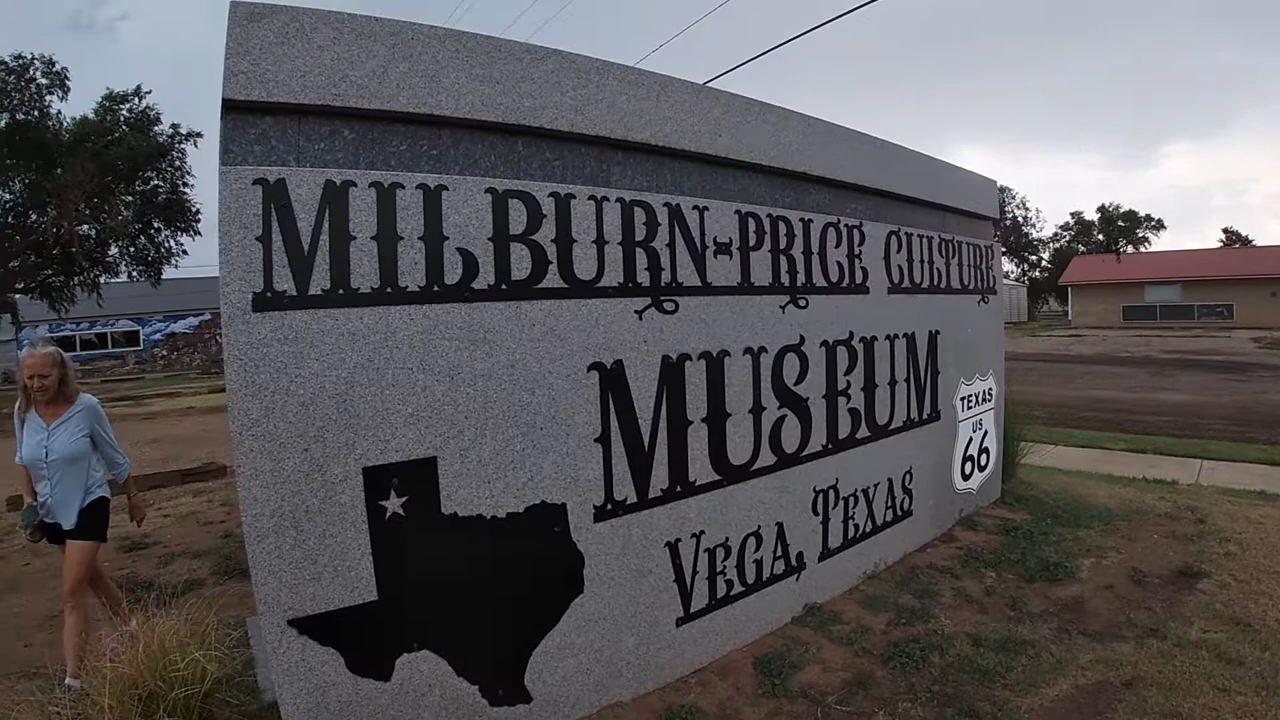 MILBURN-PRICE CULTURE
MUSEUM
VEGA, TEXAS
TEXAS
US
66